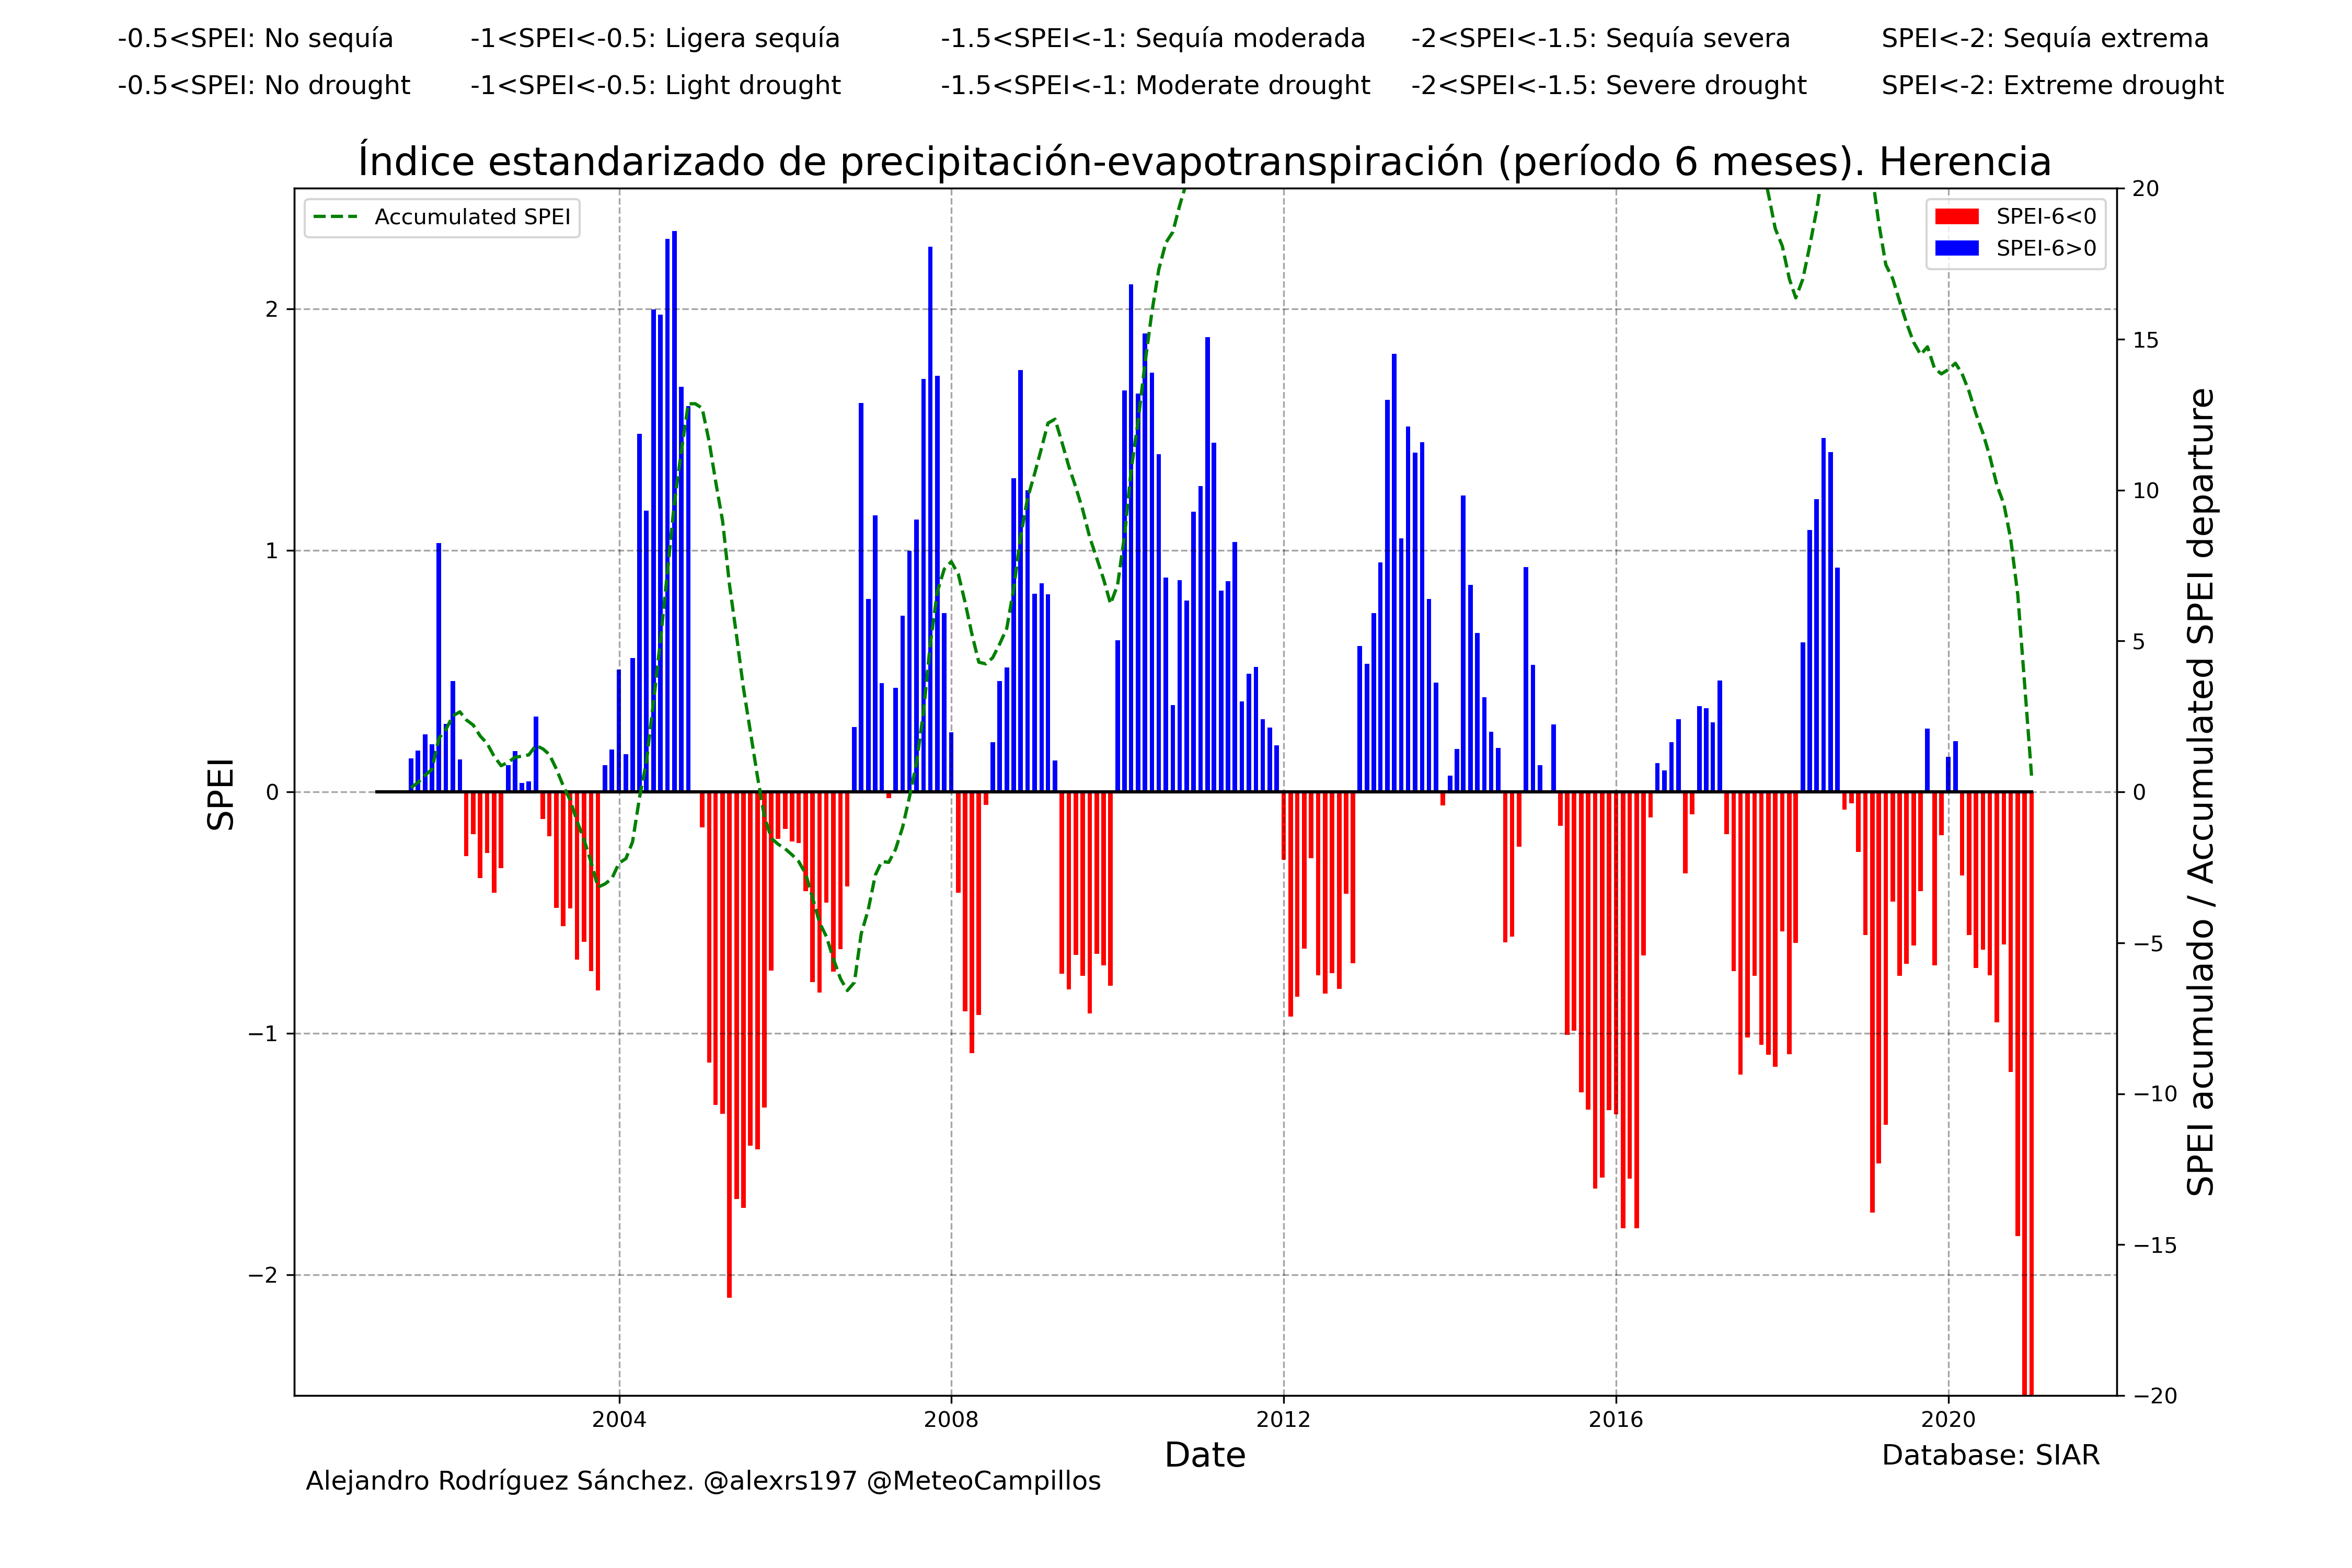 -0.5<SPEI: No sequía -1<SPEI<-0.5: Ligera sequía -1.5<SPEI<-1: Sequía moderada -2<SPEI<-1.5: Sequía severa SPEI<-2: Sequía extrema
-0.5<SPEI: No drought -1<SPEI<-0.5: Light drought -1.5<SPEI<-1: Moderate drought -2<SPEI<-1.5: Severe drought SPEI<-2: Extreme drought
Índice estandarizado de precipitación-evapotranspiración (período 6 meses). Herencia
Accumulated SPEI
SPEI-6<0
SPEI-6>0
SPEI
2
1
0
−1
−2
20
15
10
5
0
−5
−10
−15
−20
SPEI acumulado / Accumulated SPEI departure
2004 2008 2012 2016 2020
Date
Database: SIAR
Alejandro Rodríguez Sánchez. @alexrs197 @MeteoCampillos